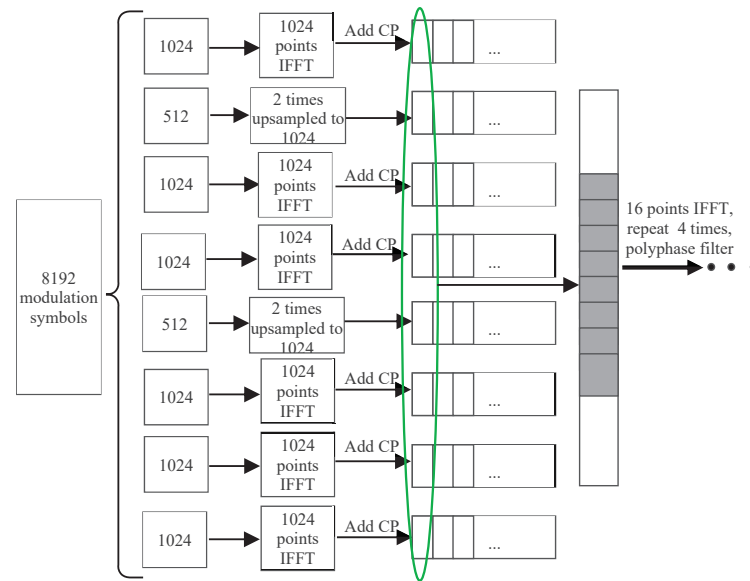 8192
modulation
symbols
1024
1024
points
IFFT
Add CP
...
512
2 times
upsampled to
1024
...
1024
1024
points
IFFT
Add CP
...
1024
1024
points
IFFT
Add CP
...
512
2 times
upsampled to
1024
...
1024
1024
points
IFFT
Add CP
...
1024
1024
points
IFFT
Add CP
...
1024
1024
points
IFFT
Add CP
...
16 points IFFT,
repeat 4 times,
polyphase filter